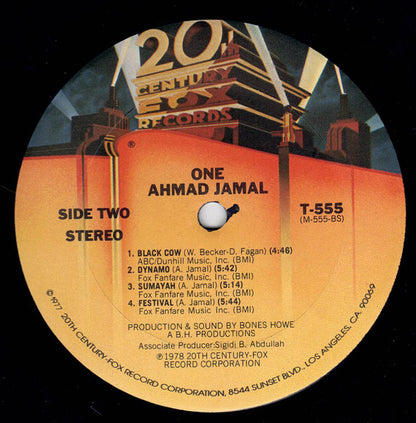 20th
CENTURY
FOX
RECORDS
®
ONE
AHMAD JAMAL
SIDE TWO
STEREO
T-555
(M-555-BS)
1. BLACK COW (W. Becker-D. Fagan) (4:46)
ABC/Dunhill Music, Inc. (BMI)
2. DYNAMO (A. Jamal) (5:42)
Fox Fanfare Music, Inc. (BMI)
3. SUMAYAH (A. Jamal) (5:14)
Fox Fanfare Music, Inc. (BMI)
4. FESTIVAL (A. Jamal) (5:44)
Fox Fanfare Music, Inc. (BMI)
PRODUCTION & SOUND BY BONES HOWE
A B.H. PRODUCTIONS
Associate Producer:Sigidi B. Abdullah
℗1978 20TH CENTURY-FOX
RECORD CORPORATION
©1977 20TH CENTURY-FOX RECORD CORPORATION, 8544 SUNSET BLVD., LOS ANGELES, CA. 90069